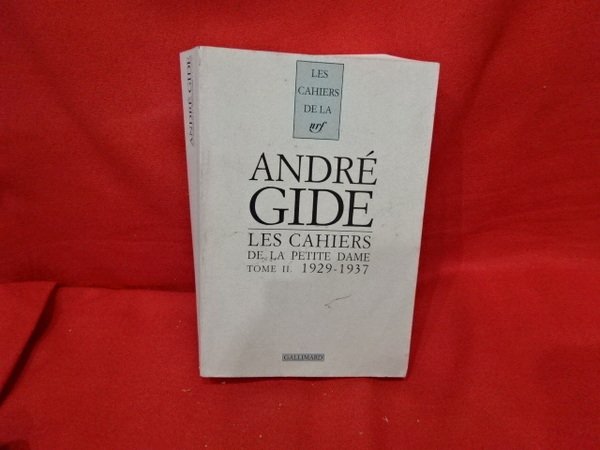 LES
CAHIERS
DE LA
nrf
ANDRÉ
GIDE
LES CAHIERS
DE LA PETITE DAME
TOME II. 1929-1937
GALLIMARD
ANDRÉ GIDE